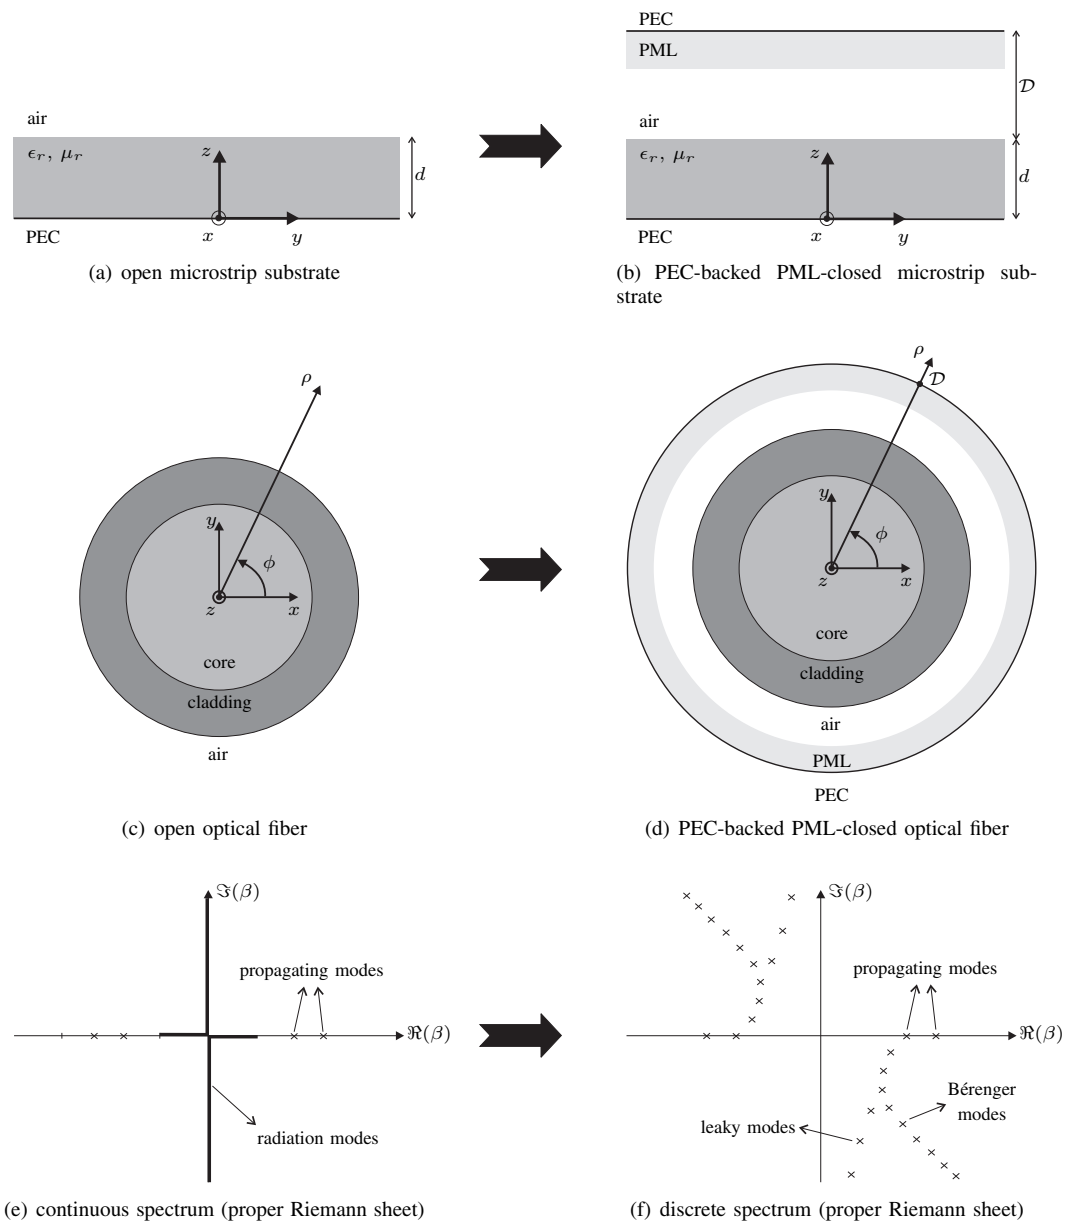 PEC
PML
𝒟
air
air
ϵr, μr
z
d
ϵr, μr
z
d
PEC
x
y
PEC
x
y
(a) open microstrip substrate
(b) PEC-backed PML-closed microstrip sub-
strate
ρ
𝒟
ρ
y
ϕ
z
x
core
cladding
air
y
ϕ
z
x
core
cladding
air
PML
PEC
(c) open optical fiber
(d) PEC-backed PML-closed optical fiber
ℑ(β)
propagating modes
ℜ(β)
radiation modes
ℑ(β)
propagating modes
ℜ(β)
Bérenger
modes
leaky modes
(e) continuous spectrum (proper Riemann sheet)
(f) discrete spectrum (proper Riemann sheet)